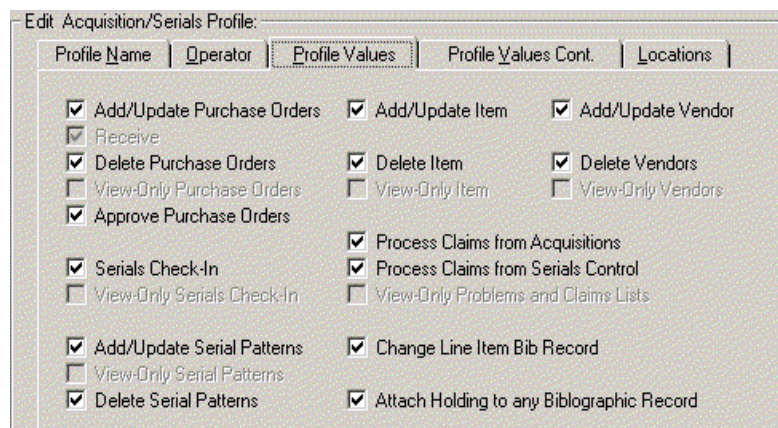 Edit Acquisition/Serials Profile:
Profile Name Operator Profile Values Profile Values Cont. Locations
Add/Update Purchase Orders Add/Update Item Add/Update Vendor
Receive
Delete Purchase Orders Delete Item Delete Vendors
View-Only Purchase Orders View-Only Item View-Only Vendors
Approve Purchase Orders
Process Claims from Acquisitions
Serials Check-In Process Claims from Serials Control
View-Only Serials Check-In View-Only Problems and Claims Lists
Add/Update Serial Patterns Change Line Item Bib Record
View-Only Serial Patterns
Delete Serial Patterns Attach Holding to any Biblographic Record